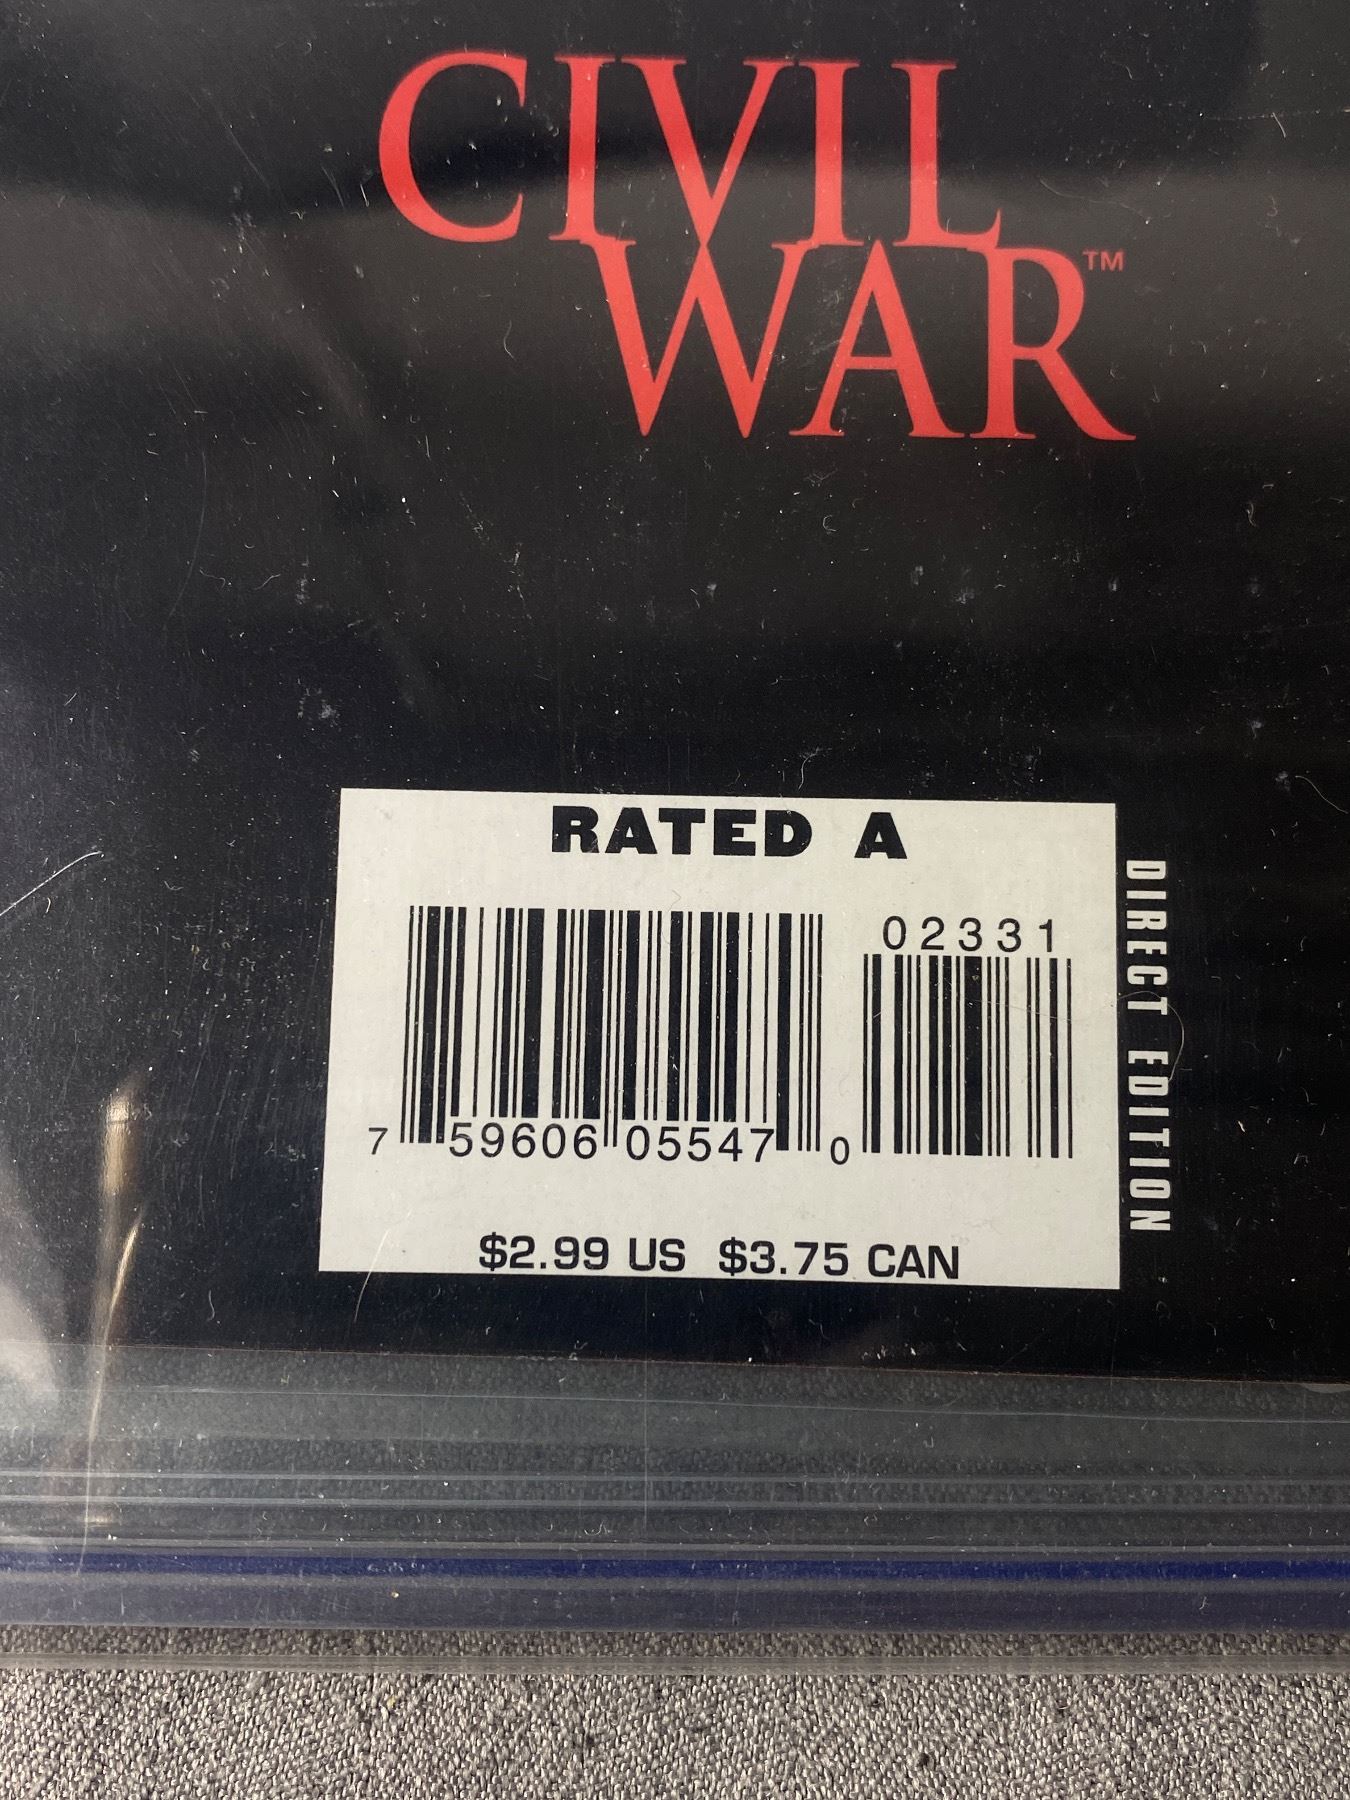 CIVIL
WAR™
RATED A
02331
7 59606 05547 0
$2.99 US $3.75 CAN
DIRECT EDITION